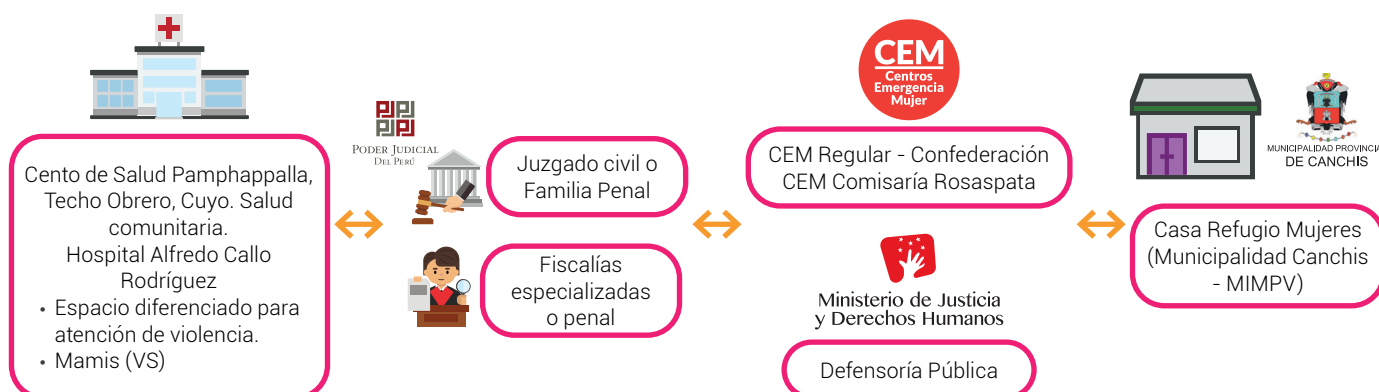 Cento de Salud Pamphappalla,
Techo Obrero, Cuyo. Salud
comunitaria.
Hospital Alfredo Callo
Rodríguez
• Espacio diferenciado para
atención de violencia.
• Mamis (VS)
PJPJ
PJPJ
PODER JUDICIAL
DEL PERÚ
Juzgado civil o
Familia Penal
Fiscalías
especializadas
o penal
CEM
Centros
Emergencia
Mujer
CEM Regular - Confederación
CEM Comisaría Rosaspata
Ministerio de Justicia
y Derechos Humanos
Defensoría Pública
MUNICIPALIDAD PROVINCIA
DE CANCHIS
Casa Refugio Mujeres
(Municipalidad Canchis
- MIMPV)